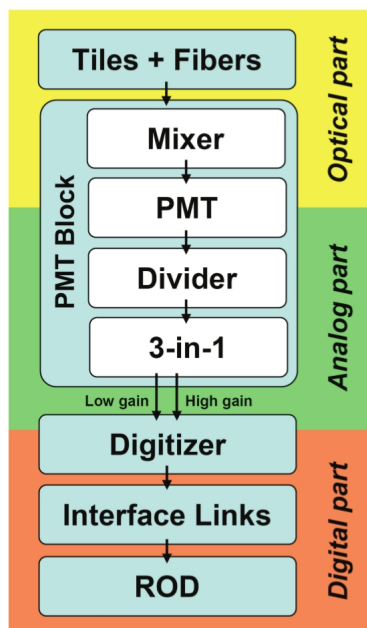 Tiles + Fibers
Optical part
PMT Block
Mixer
PMT
Divider
3-in-1
Analog part
Low gain
High gain
Digitizer
Interface Links
ROD
Digital part